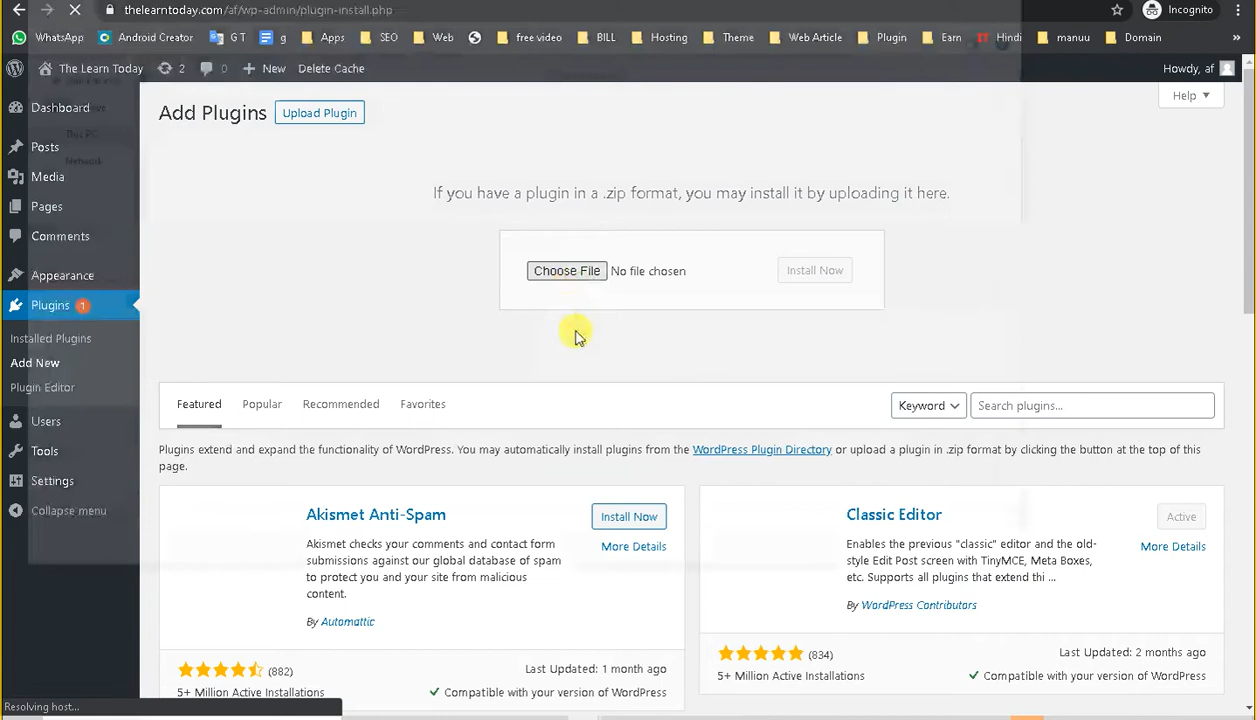 thelearntoday.com/af/wp-admin/plugin-install.php
Incognito
WhatsApp Android Creator G T g Apps SEO Web free video BILL Hosting Theme Web Article Plugin Earn Hindi manuu Domain »
The Learn Today 2 0 + New Delete Cache Howdy, af
Dashboard
Posts
Media
Pages
Comments
Appearance
Plugins 1
Installed Plugins
Add New
Plugin Editor
Users
Tools
Settings
Collapse menu
This PC
Network
Add Plugins Upload Plugin
Help
If you have a plugin in a .zip format, you may install it by uploading it here.
Choose File No file chosen Install Now
Featured Popular Recommended Favorites Keyword Search plugins...
Plugins extend and expand the functionality of WordPress. You may automatically install plugins from the WordPress Plugin Directory or upload a plugin in .zip format by clicking the button at the top of this
page.
Akismet Anti-Spam
Install Now
More Details
Akismet checks your comments and contact form
submissions against our global database of spam
to protect you and your site from malicious
content.
By Automattic
(882)
5+ Million Active Installations
Last Updated: 1 month ago
Compatible with your version of WordPress
Classic Editor
Active
More Details
Enables the previous "classic" editor and the old-
style Edit Post screen with TinyMCE, Meta Boxes,
etc. Supports all plugins that extend thi ...
By WordPress Contributors
(834)
5+ Million Active Installations
Last Updated: 2 months ago
Compatible with your version of WordPress
Resolving host...